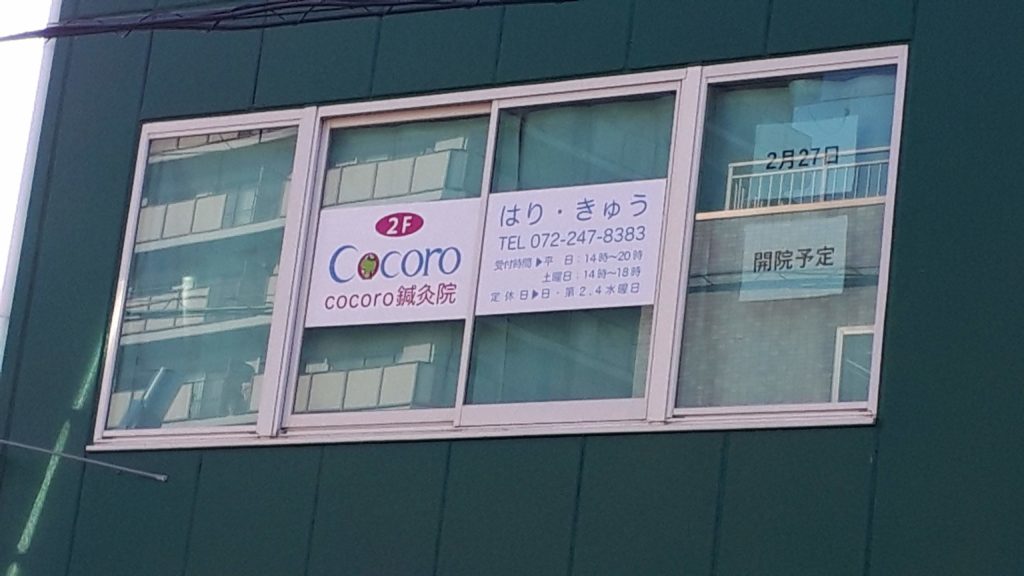 2F
Cocoro
cocoro鍼灸院
はり・きゅう
TEL 072-247-8383
受付時間▶平 日：14時～20時
土曜日：14時～18時
定休日▶日・第2.4水曜日
2月27日
開院予定